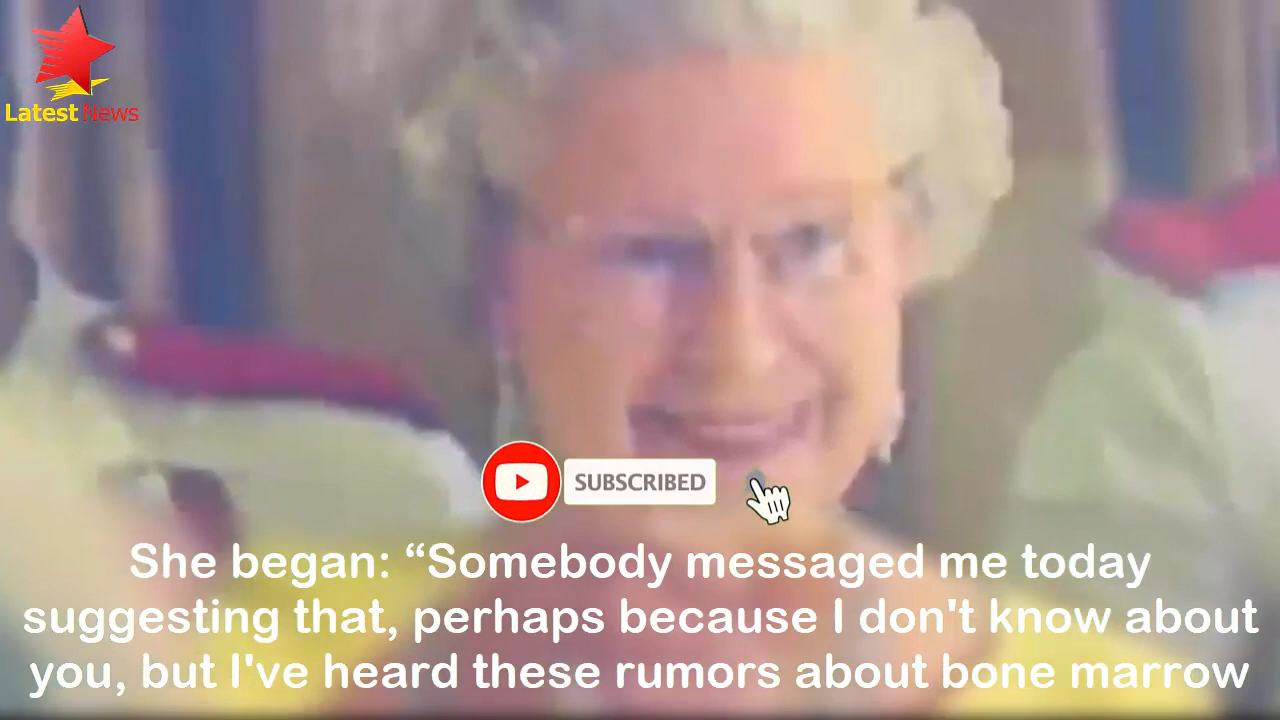 Latest News
SUBSCRIBED
She began: “Somebody messaged me today
suggesting that, perhaps because I don't know about
you, but I've heard these rumors about bone marrow